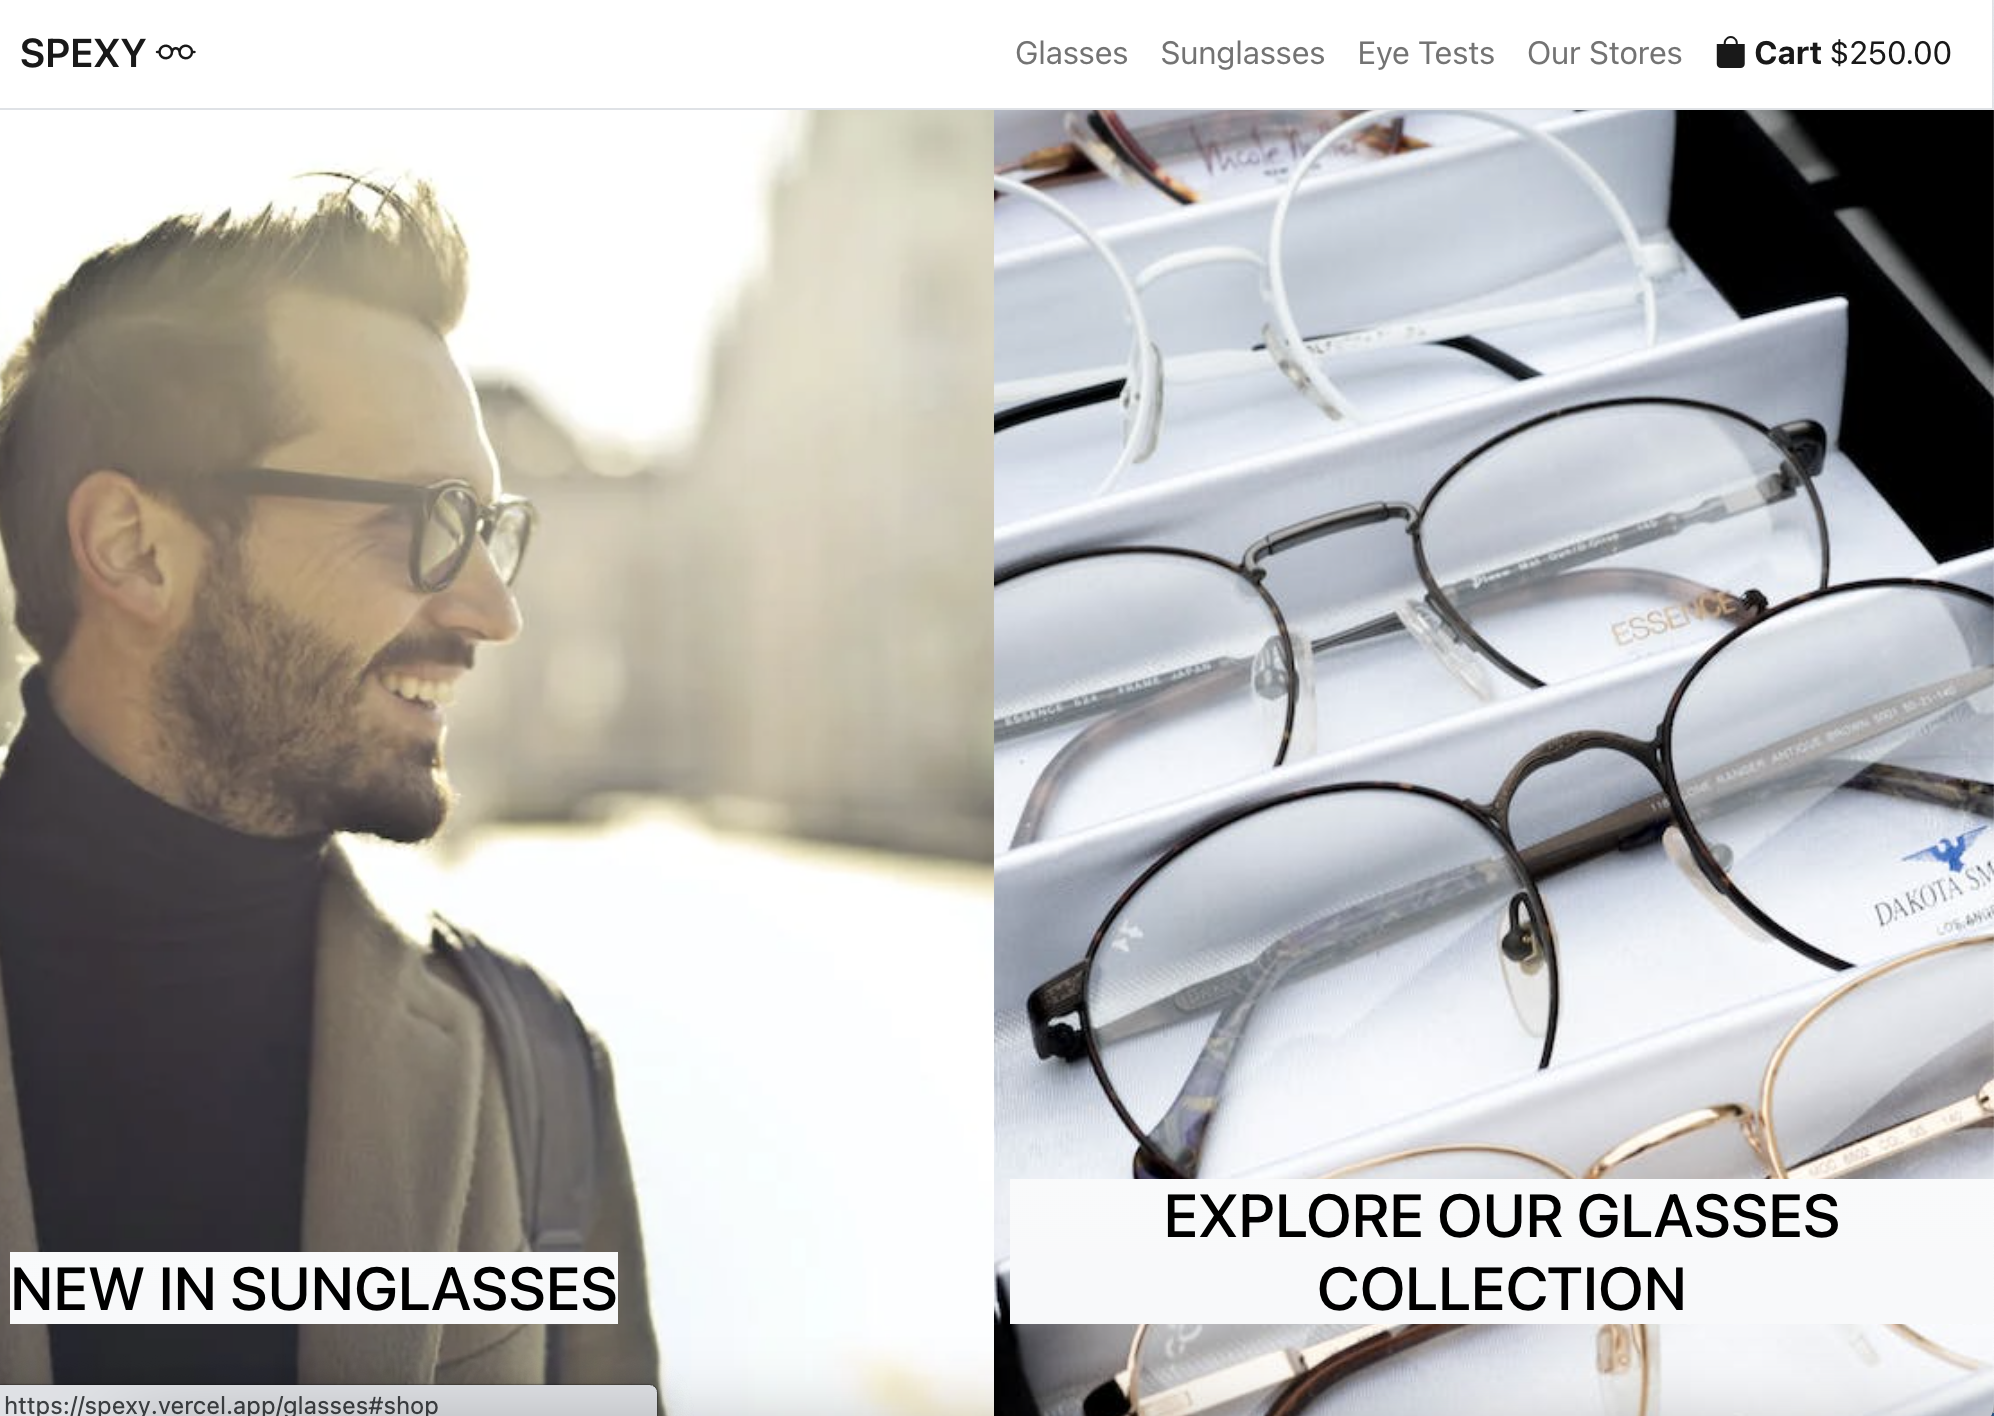 SPEXY
Glasses Sunglasses Eye Tests Our Stores Cart $250.00
NEW IN SUNGLASSES
ESSENCE
DAKOTA SM
EXPLORE OUR GLASSES
COLLECTION
https://spexy.vercel.app/glasses#shop